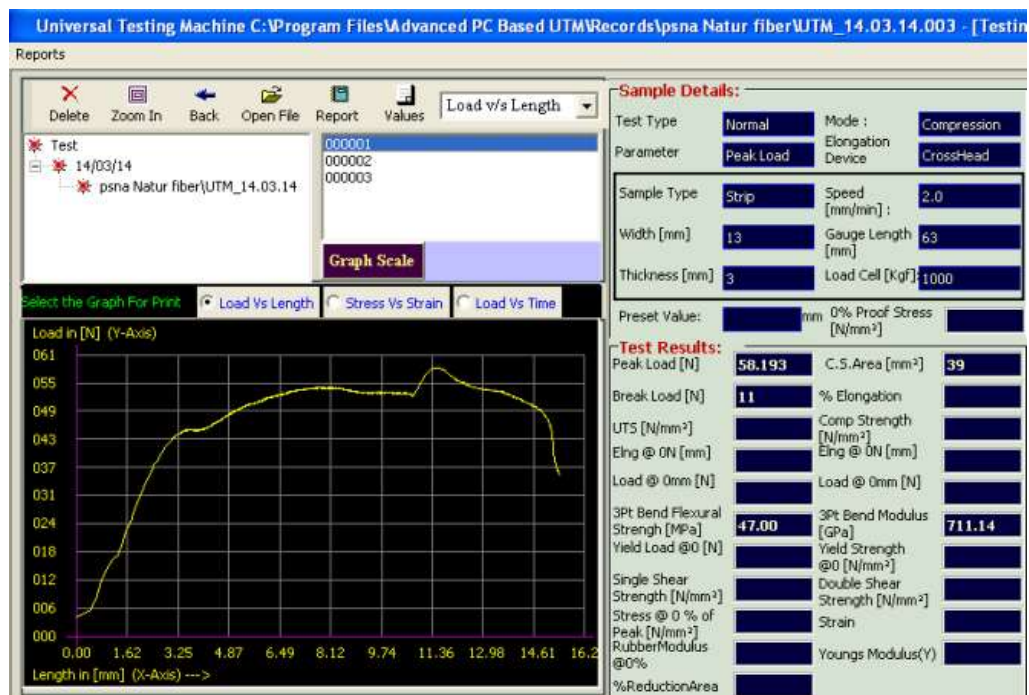 Universal Testing Machine C:\Program Files\Advanced PC Based UTM\Records\psna Natur fiber\UTM_14.03.14.003 - [Testin
Reports
Delete Zoom In Back Open File Report Values Load v/s Length
Test
14/03/14
psna Natur fiber\UTM_14.03.14
000001
000002
000003
Graph Scale
Select the Graph For Print Load Vs Length Stress Vs Strain Load Vs Time
Load in [N] (Y-Axis)
061
055
049
043
037
031
024
018
012
006
000
0.00 1.62 3.25 4.87 6.49 8.12 9.74 11.36 12.98 14.61 16.2
Length in [mm] (X-Axis) --->
Sample Details:
Test Type Normal Mode : Compression
Parameter Peak Load Elongation Device CrossHead
Sample Type Strip Speed [mm/min] : 2.0
Width [mm] 13 Gauge Length [mm] 63
Thickness [mm] 3 Load Cell [Kgf]: 1000
Preset Value: mm 0% Proof Stress [N/mm²]
Test Results:
Peak Load [N] 58.193 C.S.Area [mm²] 39
Break Load [N] 11 % Elongation
UTS [N/mm²] Comp Strength [N/mm²]
Elng @ 0N [mm] Elng @ 0N [mm]
Load @ 0mm [N] Load @ 0mm [N]
3Pt Bend Flexural Strengh [MPa] 47.00 3Pt Bend Modulus [GPa] 711.14
Yield Load @0 [N] Yield Strength @0 [N/mm²]
Single Shear Strength [N/mm²] Double Shear Strength [N/mm²]
Stress @ 0 % of Peak [N/mm²] Strain
RubberModulus @0% Youngs Modulus(Y)
%ReductionArea